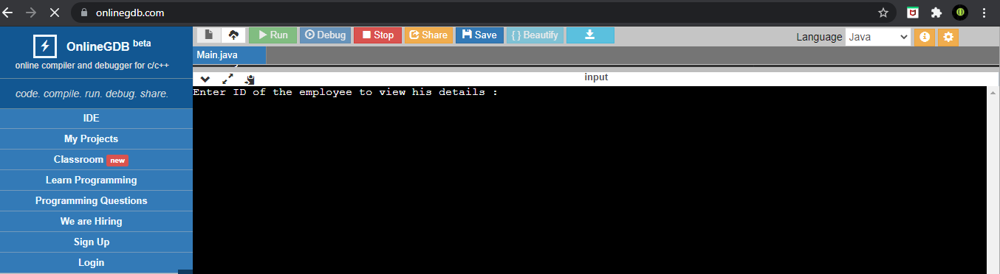 onlinegdb.com
OnlineGDB beta
online compiler and debugger for c/c++
code. compile. run. debug. share.
IDE
My Projects
Classroom new
Learn Programming
Programming Questions
We are Hiring
Sign Up
Login
Run Debug Stop Share Save { } Beautify
Language Java
Main.java
input
Enter ID of the employee to view his details :